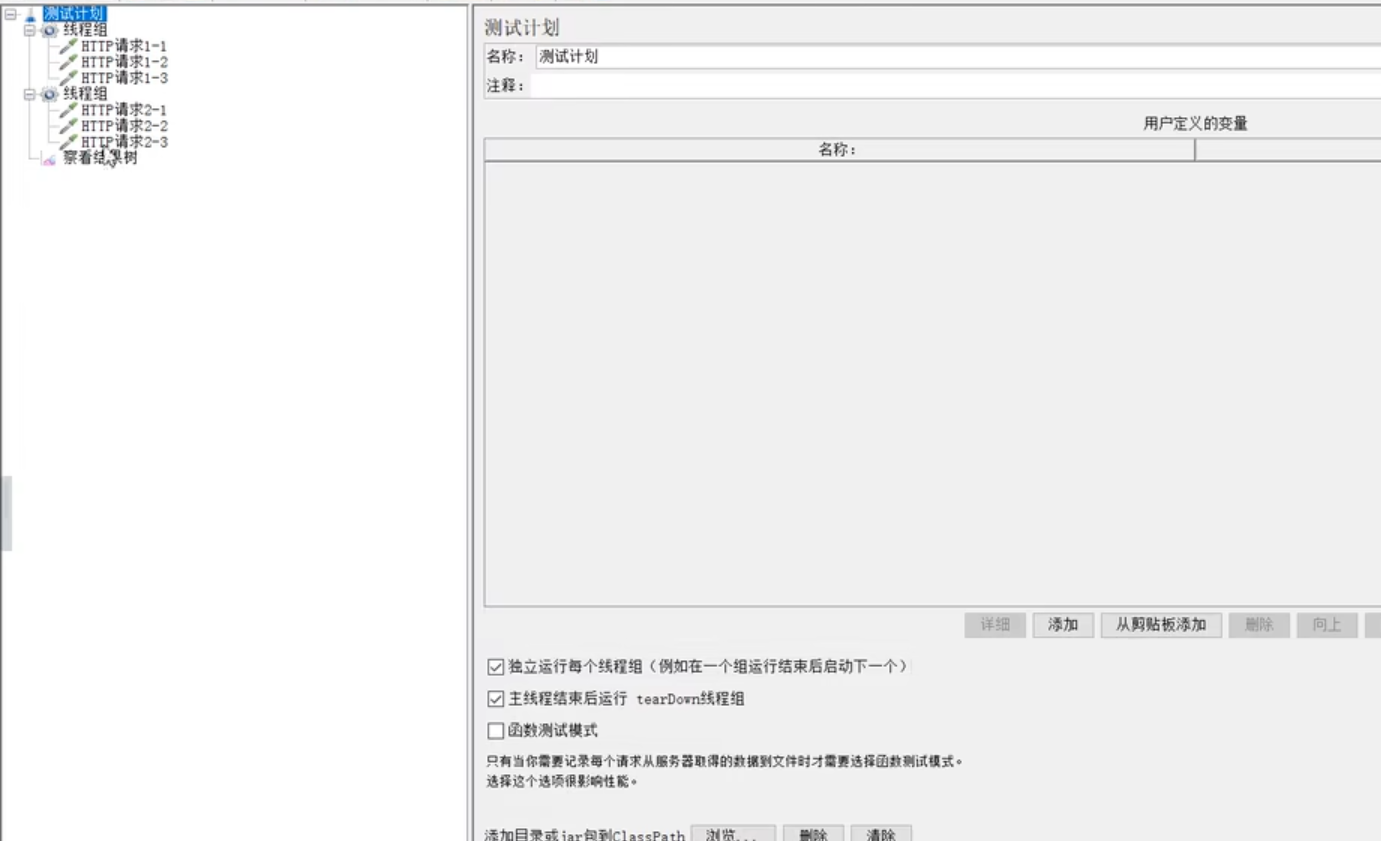 测试计划
线程组
HTTP请求1-1
HTTP请求1-2
HTTP请求1-3
线程组
HTTP请求2-1
HTTP请求2-2
HTTP请求2-3
察看结果树
测试计划
名称： 测试计划
注释：
用户定义的变量
名称：
详细 添加 从剪贴板添加 删除 向上
独立运行每个线程组（例如在一个组运行结束后启动下一个）
主线程结束后运行 tearDown线程组
函数测试模式
只有当你需要记录每个请求从服务器取得的数据到文件时才需要选择函数测试模式。
选择这个选项很影响性能。
添加目录或jar包到ClassPath 浏览... 删除 清除